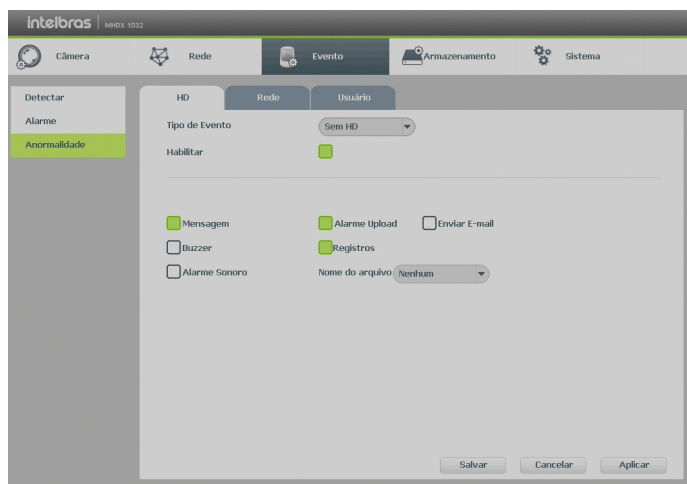 intelbras | MHDX 1032
Câmera Rede Evento Armazenamento Sistema
Detectar
Alarme
Anormalidade
HD Rede Usuário
Tipo de Evento Sem HD
Habilitar
Mensagem Alarme Upload Enviar E-mail
Buzzer Registros
Alarme Sonoro Nome do arquivo Nenhum
Salvar Cancelar Aplicar